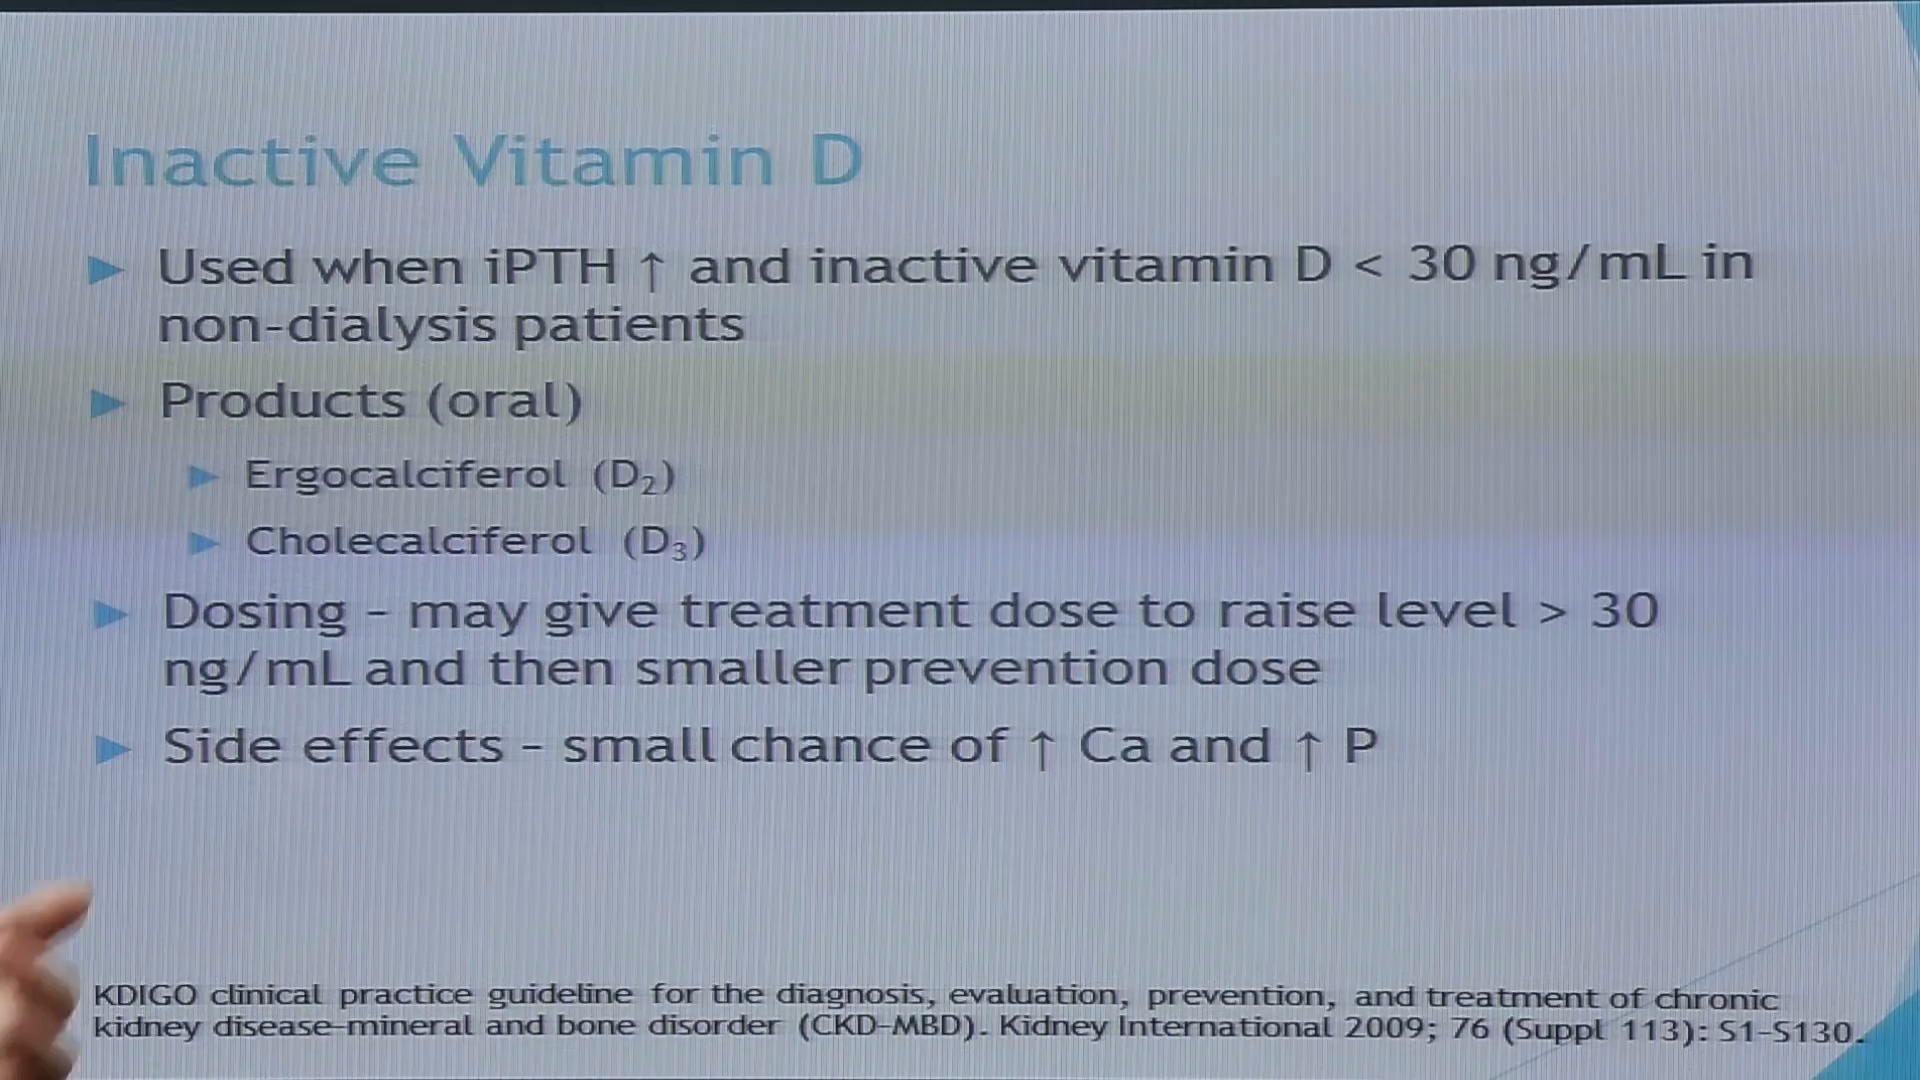 Inactive Vitamin D
► Used when iPTH ↑ and inactive vitamin D < 30 ng/mL in
non-dialysis patients
► Products (oral)
► Ergocalciferol (D₂)
► Cholecalciferol (D₃)
► Dosing – may give treatment dose to raise level > 30
ng/mL and then smaller prevention dose
► Side effects – small chance of ↑ Ca and ↑ P
KDIGO clinical practice guideline for the diagnosis, evaluation, prevention, and treatment of chronic
kidney disease-mineral and bone disorder (CKD-MBD). Kidney International 2009; 76 (Suppl 113): S1-S130.